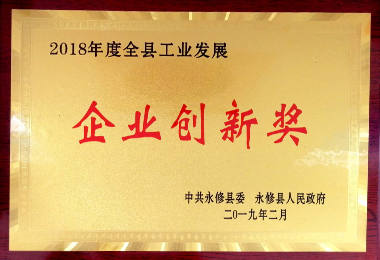 2018年度全县工业发展
企业创新奖
中共永修县委 永修县人民政府
二0一九年二月